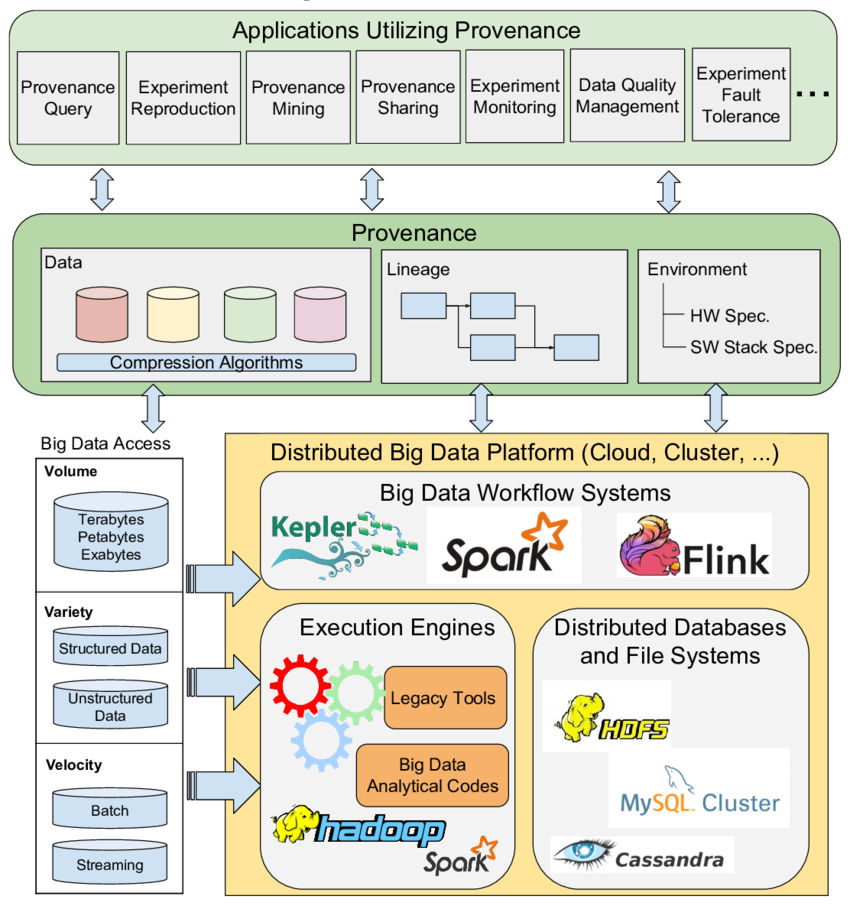 Applications Utilizing Provenance
Provenance
Query
Experiment
Reproduction
Provenance
Mining
Provenance
Sharing
Experiment
Monitoring
Data Quality
Management
Experiment
Fault
Tolerance
...
Provenance
Data
Compression Algorithms
Lineage
Environment
HW Spec.
SW Stack Spec.
Big Data Access
Volume
Terabytes
Petabytes
Exabytes
Variety
Structured Data
Unstructured
Data
Velocity
Batch
Streaming
Distributed Big Data Platform (Cloud, Cluster, ...)
Big Data Workflow Systems
Kepler
Spark
Flink
Execution Engines
Legacy Tools
Big Data
Analytical Codes
hadoop
Spark
Distributed Databases
and File Systems
HDFS
MySQL™ Cluster
Cassandra